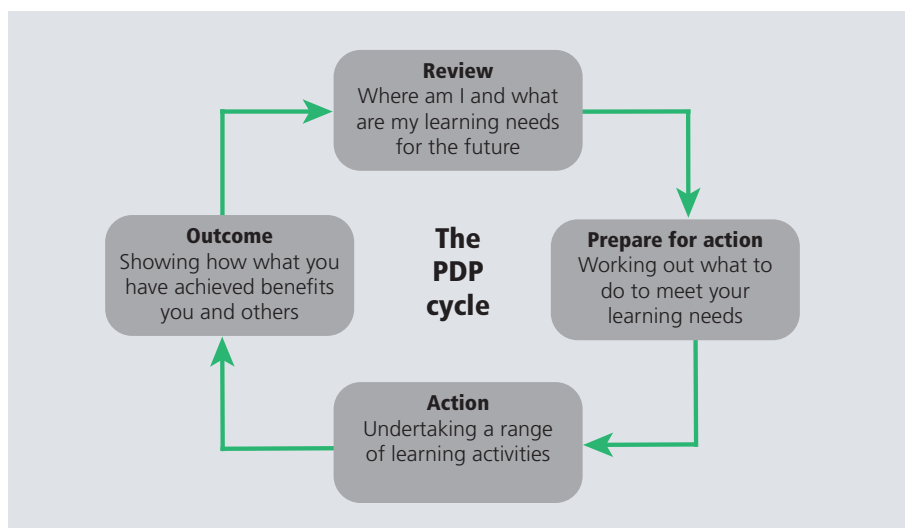 Review
Where am I and what
are my learning needs
for the future
Outcome
Showing how what you
have achieved benefits
you and others
The
PDP
cycle
Prepare for action
Working out what to
do to meet your
learning needs
Action
Undertaking a range
of learning activities